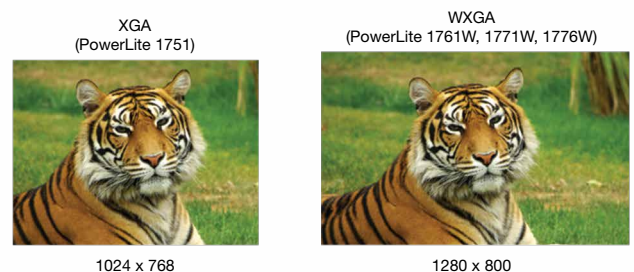 XGA
(PowerLite 1751)
1024 x 768
WXGA
(PowerLite 1761W, 1771W, 1776W)
1280 x 800